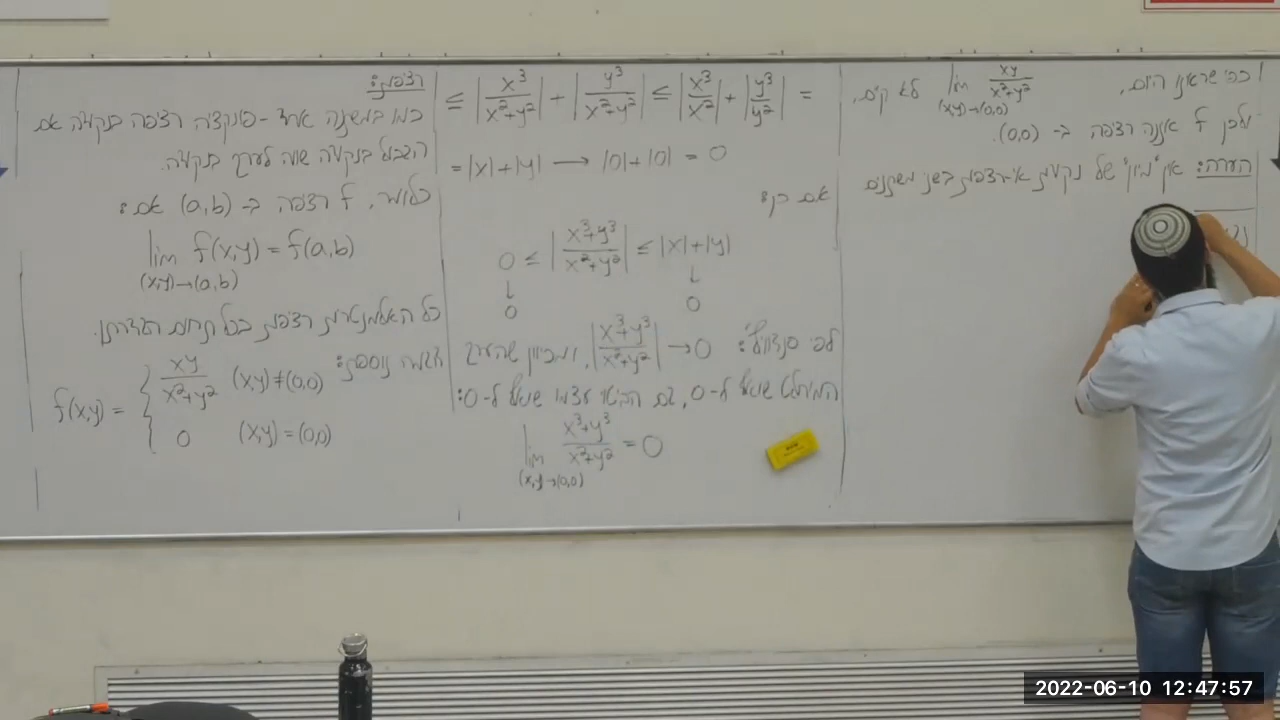 ≤ |x³/(x²+y²)| + |y³/(x²+y²)| ≤ |x³/x²| + |y³/y²| =
= |x|+|y| → |0|+|0| = 0
אם כן:
0 ≤ |(x³+y³)/(x²+y²)| ≤ |x|+|y|
↓ ↓
0 0
לפי סנדוויץ': |(x³+y³)/(x²+y²)| → 0, ומכיוון שהערך
המוחלט שואף ל-0, גם הביטוי עצמו שואף ל-0:
lim (x,y)→(0,0) (x³+y³)/(x²+y²) = 0
רציפות:
כמו במשתנה אחד - פונקציה רציפה בנקודה אם
הגבול בנקודה שווה לערך בנקודה.
כלומר, f רציפה ב- (a,b) אם:
lim (x,y)→(a,b) f(x,y) = f(a,b)
כל האלמנטריות רציפות בכל תחום הגדרתן.
דוגמה נוספת:
f(x,y) = { xy/(x²+y²) (x,y)≠(0,0)
0 (x,y)=(0,0)
כפי שראינו היום, lim (x,y)→(0,0) xy/(x²+y²) לא קיים,
ולכן f איננה רציפה ב- (0,0).
הערה: אין "מיון" של נקודות אי-רציפות בשני משתנים
2022-06-10 12:47:57